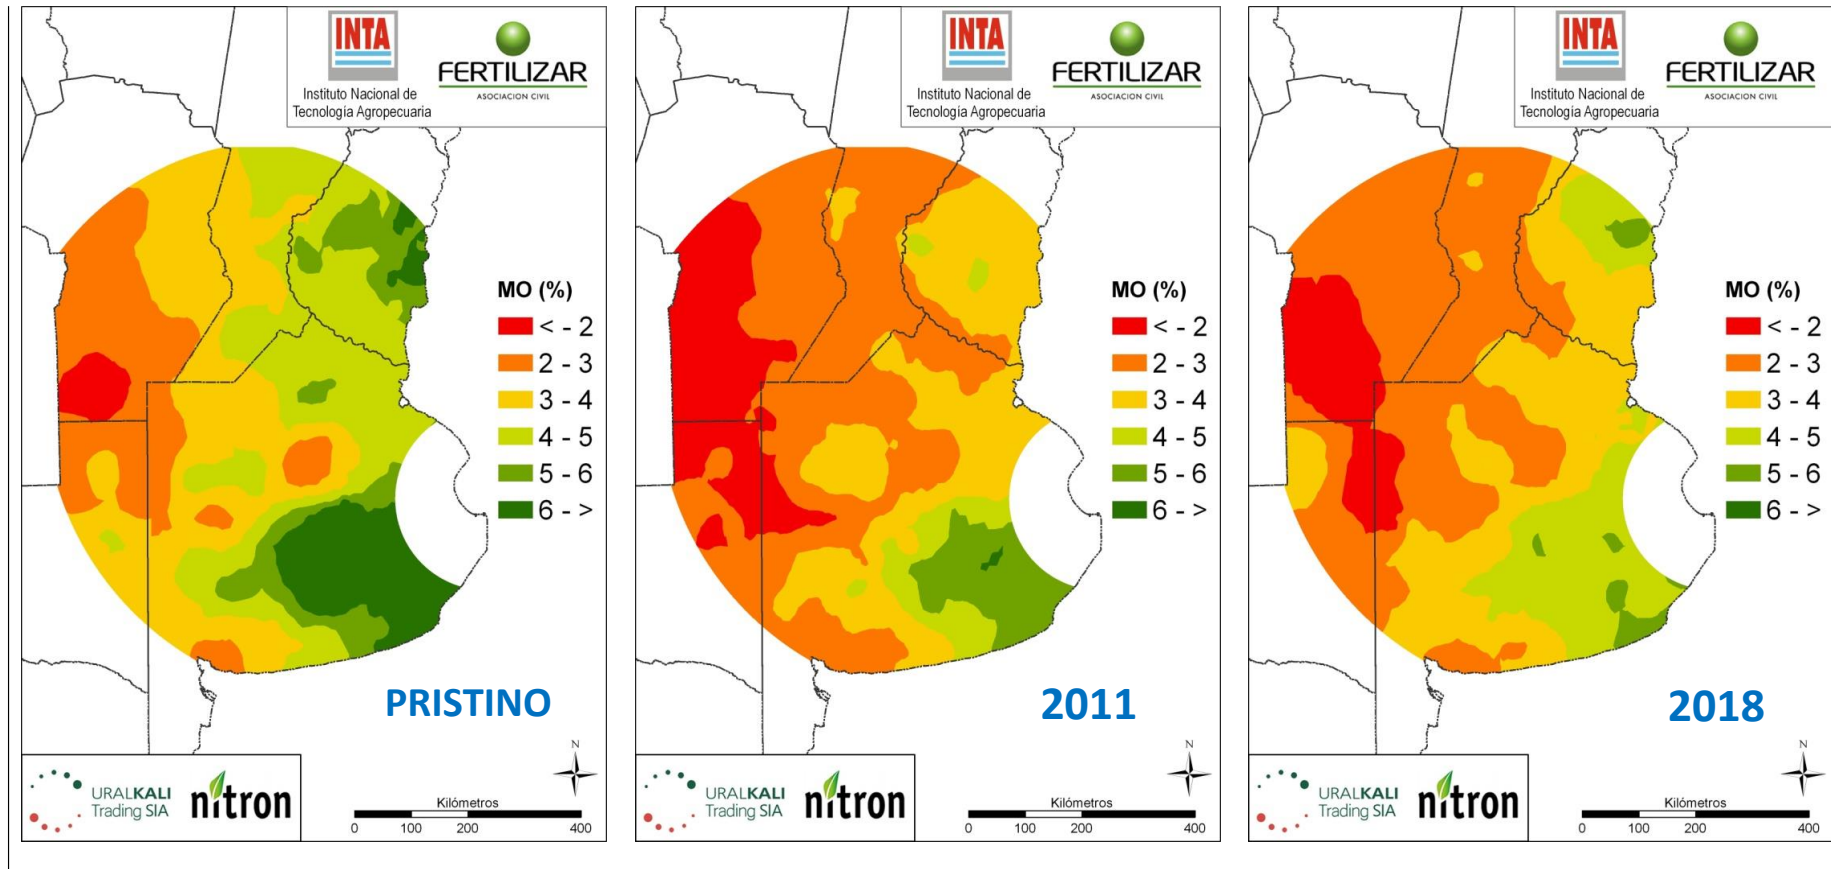 INTA
Instituto Nacional de
Tecnología Agropecuaria
FERTILIZAR
ASOCIACION CIVIL
MO (%)
< - 2
2 - 3
3 - 4
4 - 5
5 - 6
6 - >
PRISTINO
URALKALI
Trading SIA
nitron
N
Kilómetros
0 100 200 400
INTA
Instituto Nacional de
Tecnología Agropecuaria
FERTILIZAR
ASOCIACION CIVIL
MO (%)
< - 2
2 - 3
3 - 4
4 - 5
5 - 6
6 - >
2011
URALKALI
Trading SIA
nitron
N
Kilómetros
0 100 200 400
INTA
Instituto Nacional de
Tecnología Agropecuaria
FERTILIZAR
ASOCIACION CIVIL
MO (%)
< - 2
2 - 3
3 - 4
4 - 5
5 - 6
6 - >
2018
URALKALI
Trading SIA
nitron
N
Kilómetros
0 100 200 400